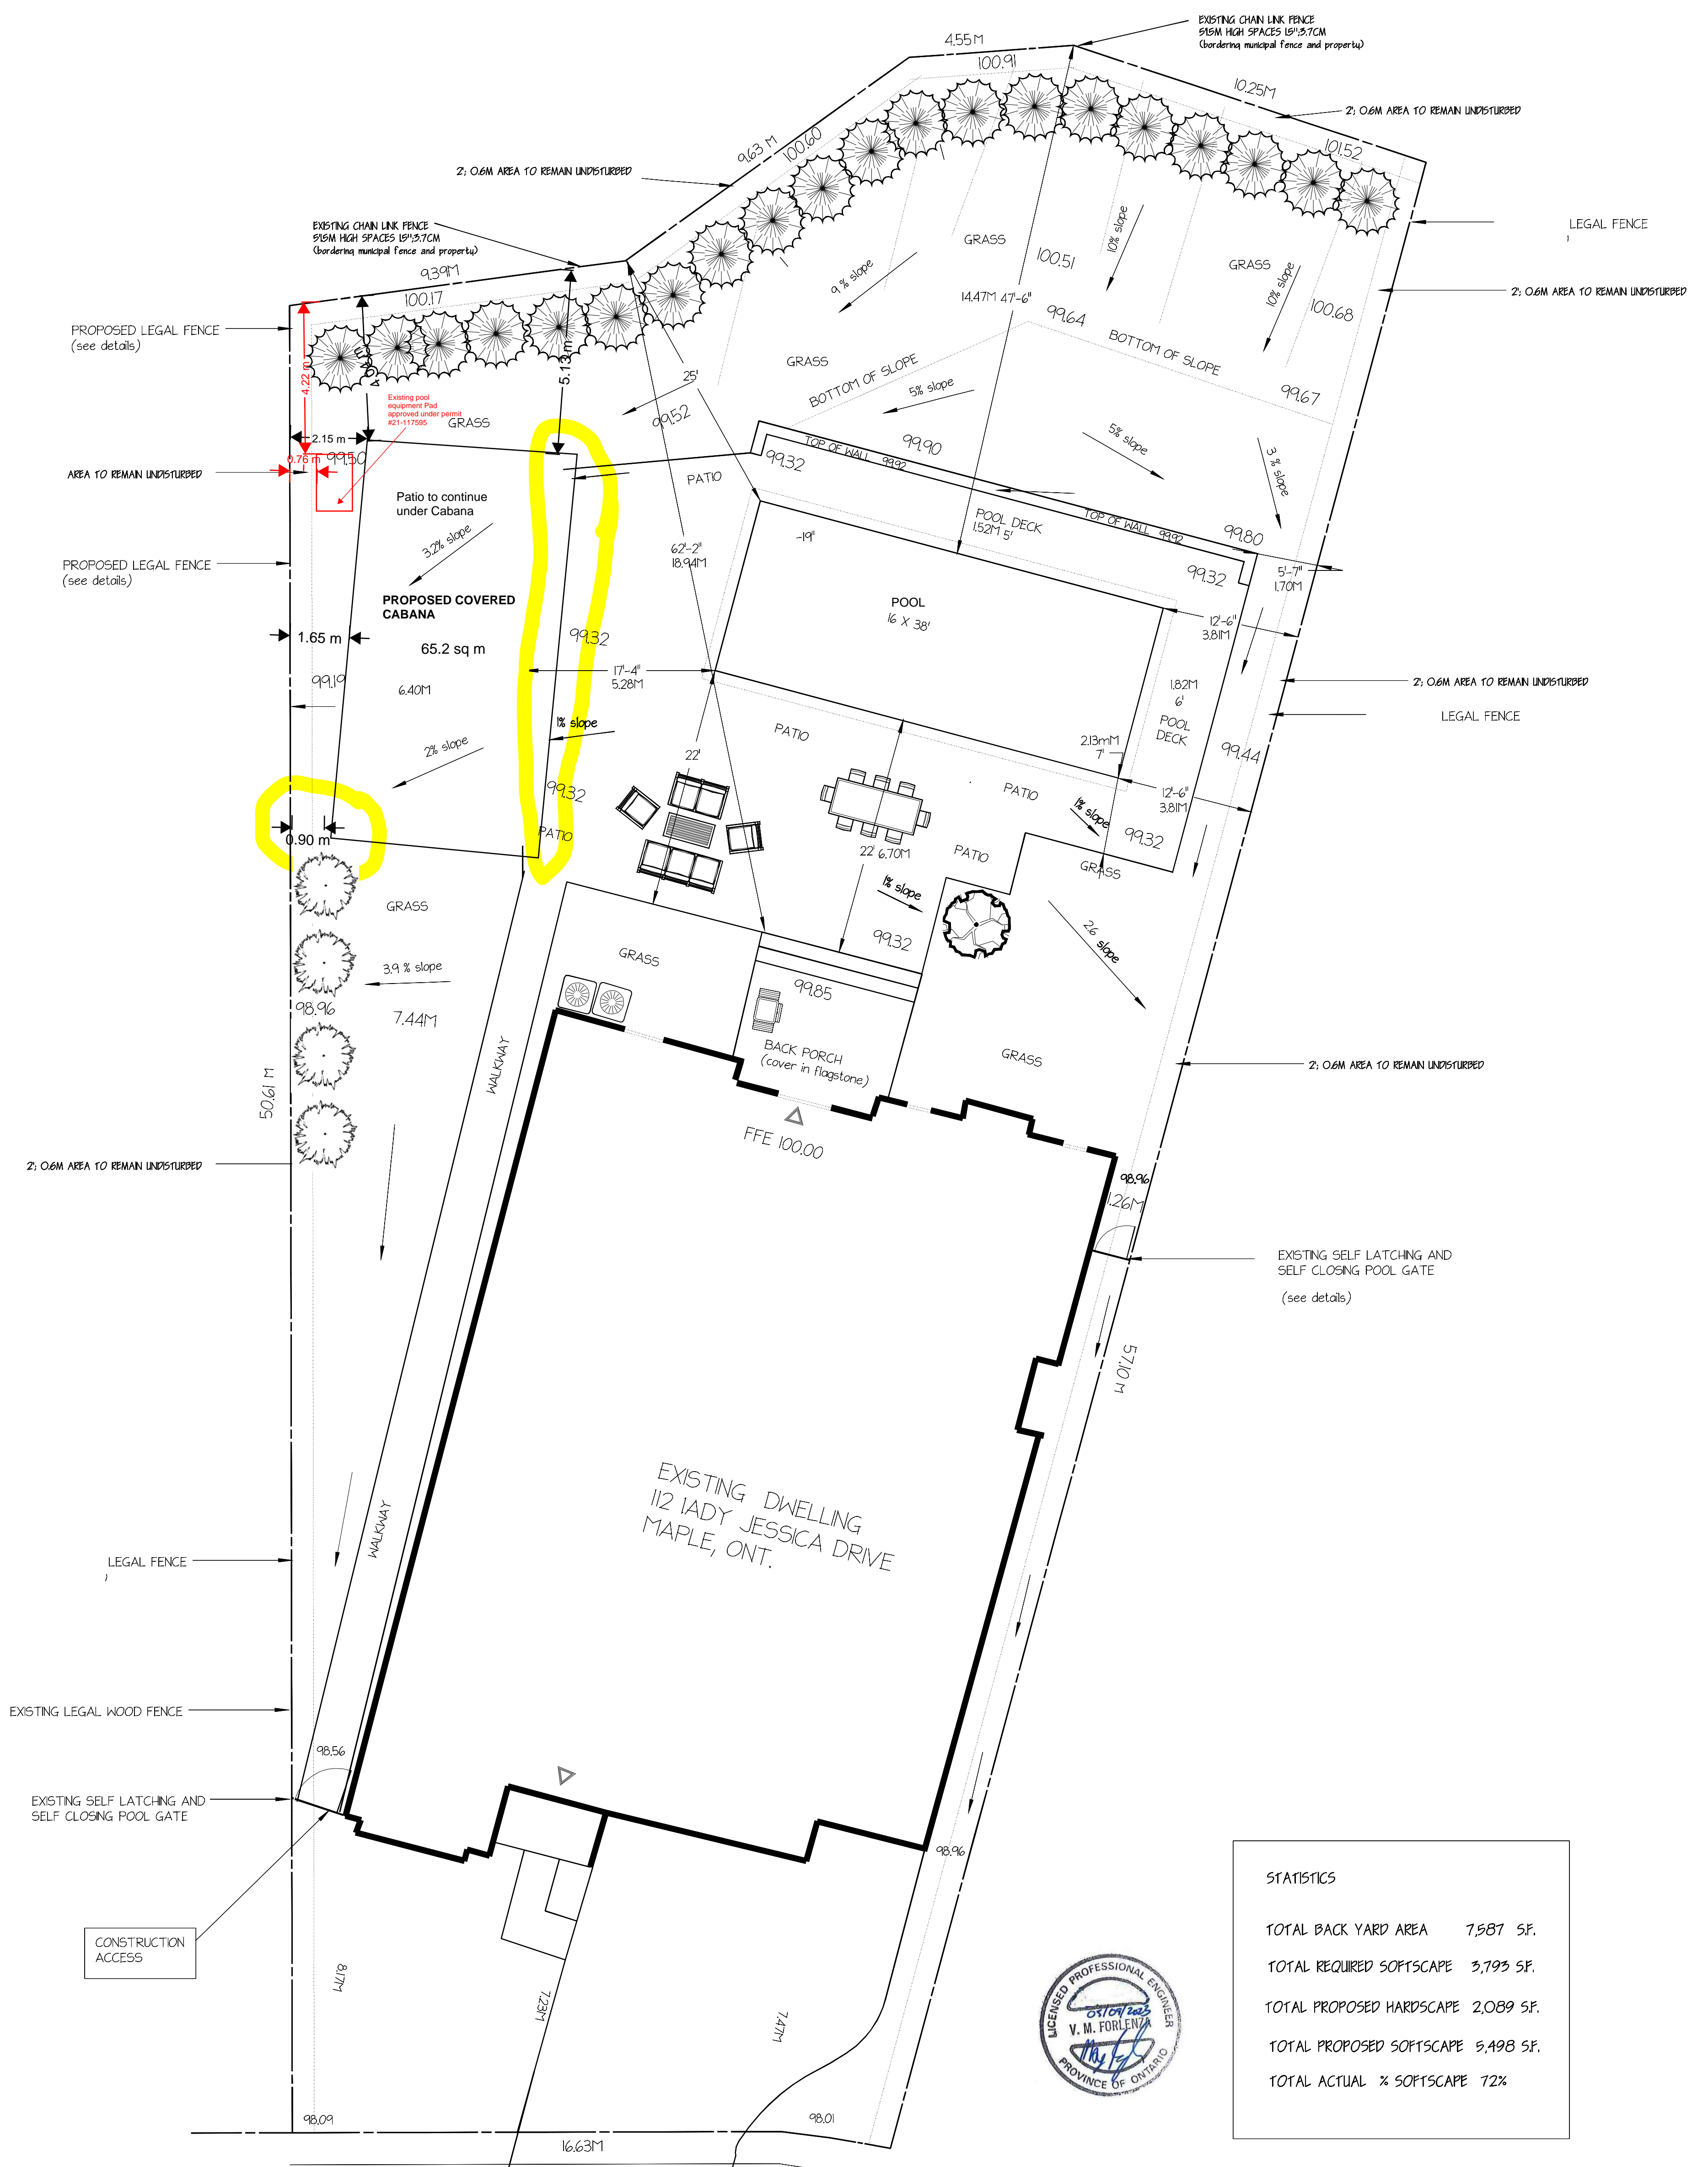 EXISTING CHAIN LINK FENCE
5'1.5M HIGH SPACES 1.5";3.7CM
(bordering municipal fence and property)
4.55M
100.91
10.25M
2'; 0.6M AREA TO REMAIN UNDISTURBED
101.52
9.63 M
100.60
2'; 0.6M AREA TO REMAIN UNDISTURBED
EXISTING CHAIN LINK FENCE
5'1.5M HIGH SPACES 1.5";3.7CM
(bordering municipal fence and property)
LEGAL FENCE
GRASS
10% slope
100.51
GRASS
10% slope
9 % slope
9.39M
100.17
14.47M 47'-6"
99.64
100.68
2'; 0.6M AREA TO REMAIN UNDISTURBED
PROPOSED LEGAL FENCE
(see details)
BOTTOM OF SLOPE
BOTTOM OF SLOPE
GRASS
4.22 m
5.13 m
25'
5% slope
99.67
Existing pool
equipment Pad
approved under permit
#21-117595
GRASS
99.52
2.15 m
0.76 m
99.50
5% slope
3 % slope
99.90
TOP OF WALL 99.92
99.32
AREA TO REMAIN UNDISTURBED
PATIO
Patio to continue
under Cabana
3.2% slope
POOL DECK
1.52M 5'
TOP OF WALL 99.92
99.80
-19"
62'-2"
18.94M
PROPOSED LEGAL FENCE
(see details)
99.32
5'-7"
1.70M
PROPOSED COVERED
CABANA
POOL
16 X 38'
12'-6"
3.81M
1.65 m
65.2 sq m
99.32
17'-4"
5.28M
99.19
6.40M
1.82M
6'
POOL
DECK
2'; 0.6M AREA TO REMAIN UNDISTURBED
LEGAL FENCE
1% slope
PATIO
2% slope
2.13mM
7'
99.44
22'
99.32
PATIO
12'-6"
3.81M
1% slope
99.32
0.90 m
PATIO
22' 6.70M
PATIO
GRASS
1% slope
GRASS
99.32
2.6 slope
GRASS
3.9 % slope
98.96
7.44M
99.85
WALKWAY
BACK PORCH
(cover in flagstone)
GRASS
2'; 0.6M AREA TO REMAIN UNDISTURBED
50.61 M
FFE 100.00
2'; 0.6M AREA TO REMAIN UNDISTURBED
98.96
1.26M
EXISTING SELF LATCHING AND
SELF CLOSING POOL GATE
(see details)
57.10 M
EXISTING DWELLING
112 1ADY JESSICA DRIVE
MAPLE, ONT.
WALKWAY
LEGAL FENCE
EXISTING LEGAL WOOD FENCE
98.56
EXISTING SELF LATCHING AND
SELF CLOSING POOL GATE
98.96
CONSTRUCTION
ACCESS
8.17M
7.23M
7.47M
98.09
98.01
16.63M
LICENSED PROFESSIONAL ENGINEER
05/09/2023
V. M. FORLENZA
PROVINCE OF ONTARIO
STATISTICS
TOTAL BACK YARD AREA 7,587 S.F.
TOTAL REQUIRED SOFTSCAPE 3,793 S.F.
TOTAL PROPOSED HARDSCAPE 2,089 S.F.
TOTAL PROPOSED SOFTSCAPE 5,498 S.F.
TOTAL ACTUAL % SOFTSCAPE 72%